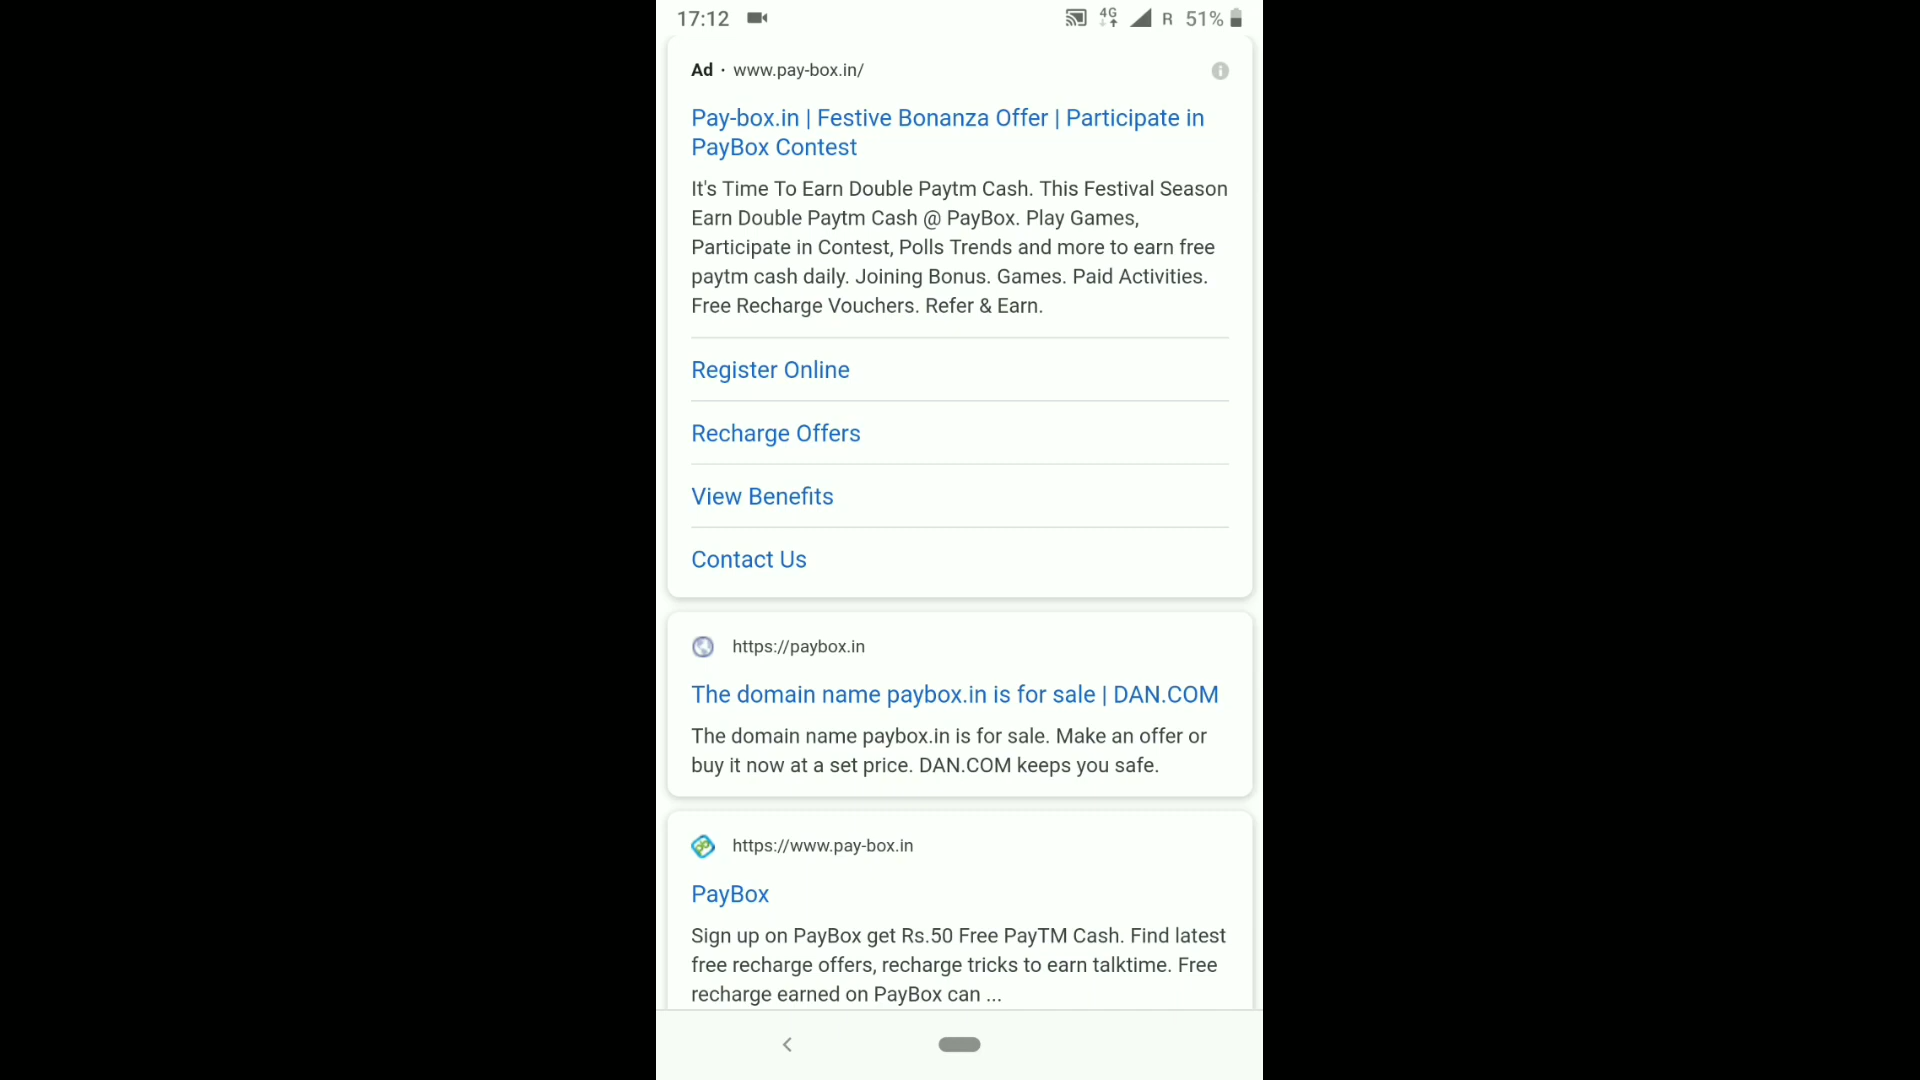 17:12 4G R 51%
Ad · www.pay-box.in/
Pay-box.in | Festive Bonanza Offer | Participate in
PayBox Contest
It's Time To Earn Double Paytm Cash. This Festival Season
Earn Double Paytm Cash @ PayBox. Play Games,
Participate in Contest, Polls Trends and more to earn free
paytm cash daily. Joining Bonus. Games. Paid Activities.
Free Recharge Vouchers. Refer & Earn.
Register Online
Recharge Offers
View Benefits
Contact Us
https://paybox.in
The domain name paybox.in is for sale | DAN.COM
The domain name paybox.in is for sale. Make an offer or
buy it now at a set price. DAN.COM keeps you safe.
https://www.pay-box.in
PayBox
Sign up on PayBox get Rs.50 Free PayTM Cash. Find latest
free recharge offers, recharge tricks to earn talktime. Free
recharge earned on PayBox can ...